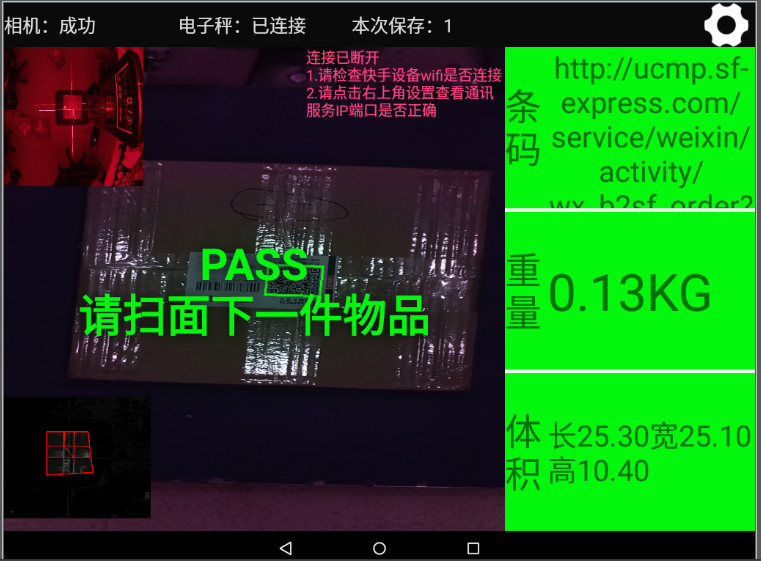 相机：成功 电子秤：已连接 本次保存：1
连接已断开
1.请检查快手设备wifi是否连接
2.请点击右上角设置查看通讯
服务IP端口是否正确
PASS
请扫面下一件物品
条码
http://ucmp.sf-
express.com/
service/weixin/
activity/
wx_b2sf_order?
重量
0.13KG
体积
长25.30宽25.10
高10.40